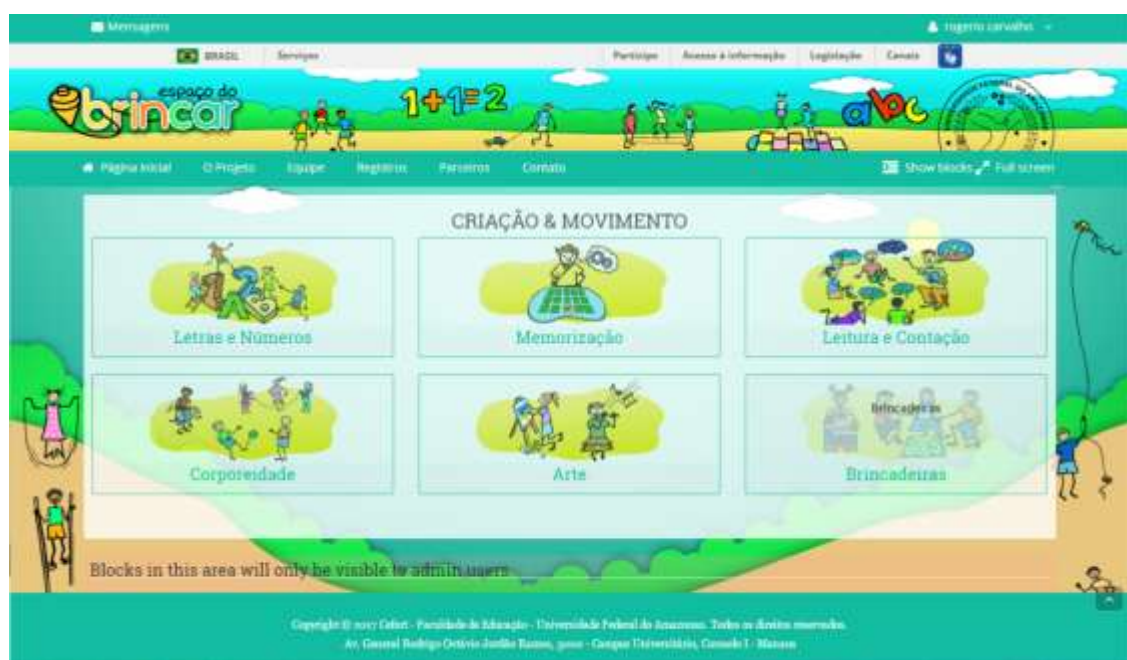 Mensagens
rogerio carvalho
BRASIL
Serviços
Participe
Acesso à informação
Legislação
Canais
espaço do
brincar
1+1=2
abc
Página inicial
O Projeto
Equipe
Registros
Parceiros
Contato
Show blocks
Full screen
CRIAÇÃO & MOVIMENTO
Letras e Números
Memorização
Leitura e Contação
Corporeidade
Arte
Brincadeiras
Brincadeiras
Blocks in this area will only be visible to admin users
Copyright © 2017 Cefort - Faculdade de Educação - Universidade Federal do Amazonas. Todos os direitos reservados.
Av. General Rodrigo Octávio Jordão Ramos, - Campus Universitário, Coroado I - Manaus